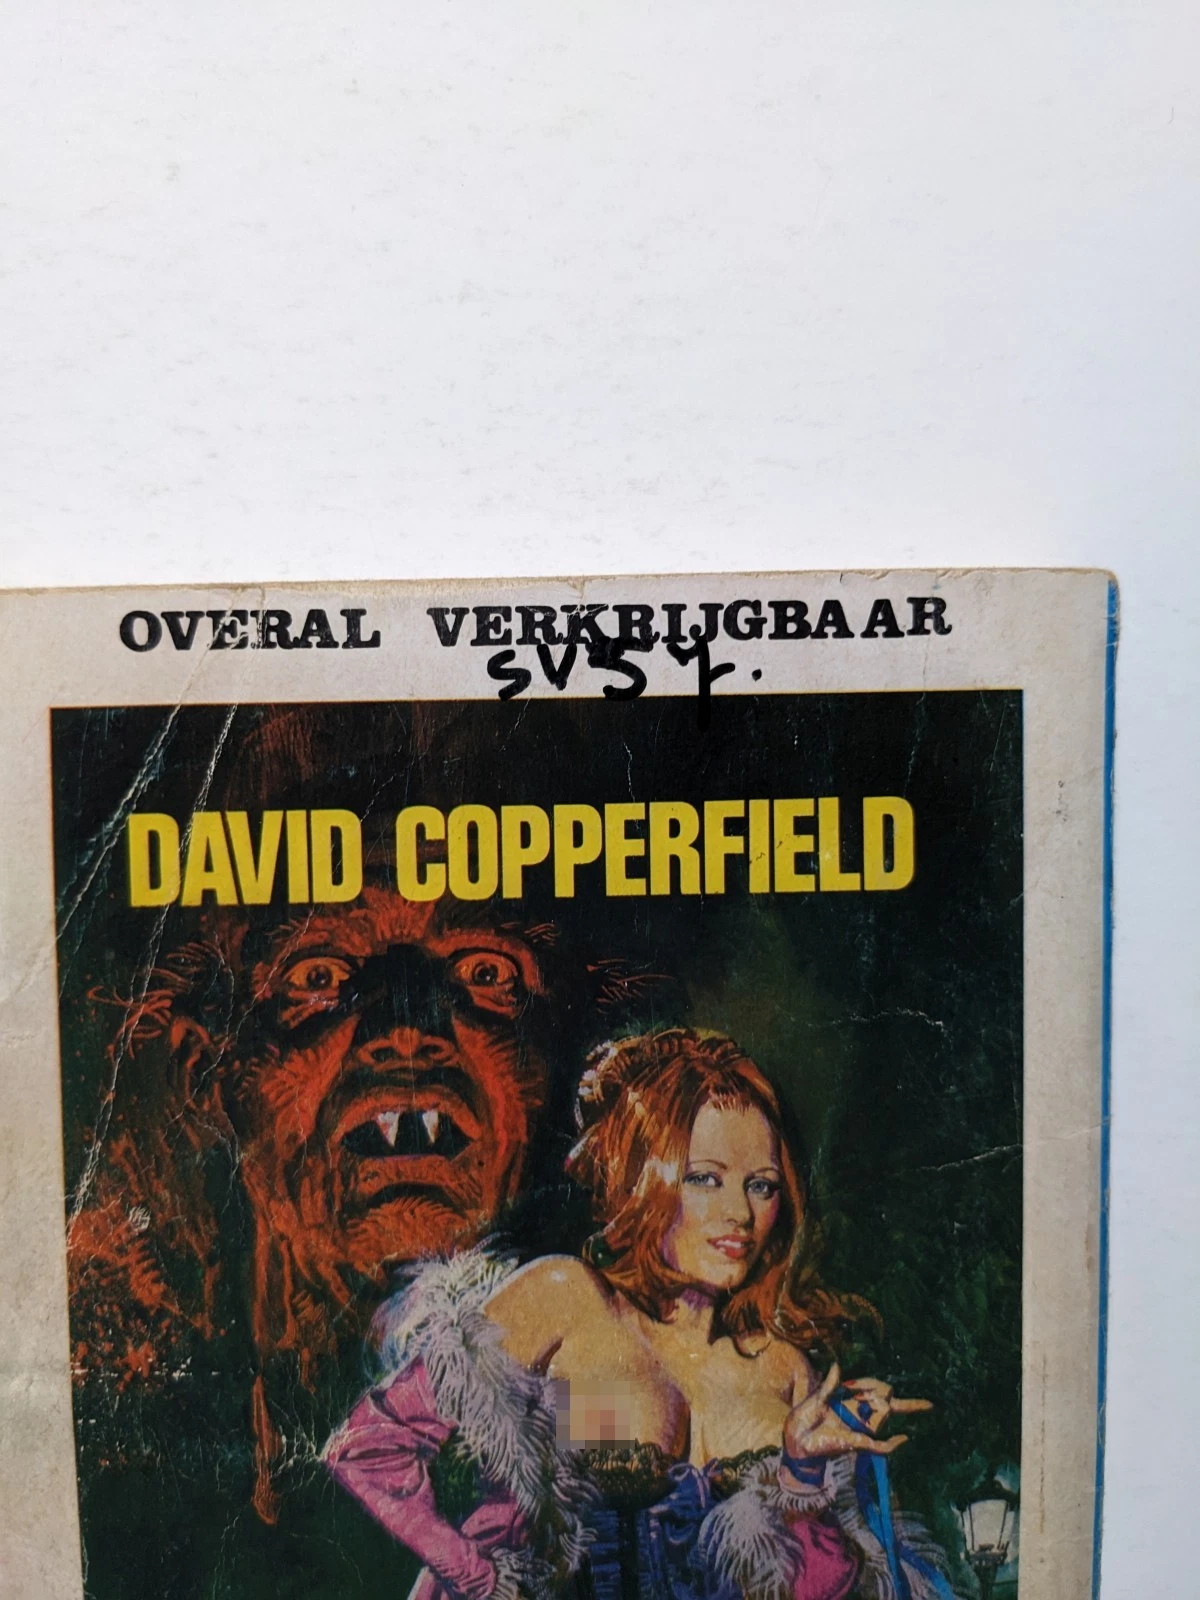 OVERAL VERKRIJGBAAR
SV57.
DAVID COPPERFIELD